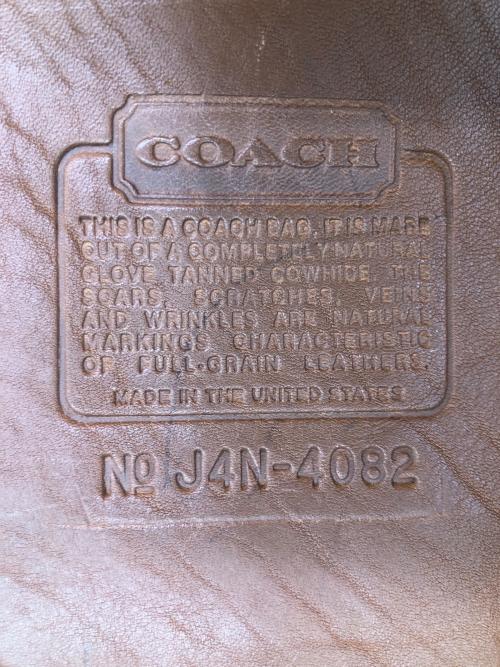 COACH
THIS IS A COACH BAG. IT IS MADE
OUT OF A COMPLETELY NATURAL
GLOVE TANNED COWHIDE. THE
SCARS, SCRATCHES, VEINS
AND WRINKLES ARE NATURAL
MARKINGS CHARACTERISTIC
OF FULL-GRAIN LEATHERS.
MADE IN THE UNITED STATES
Nº J4N-4082